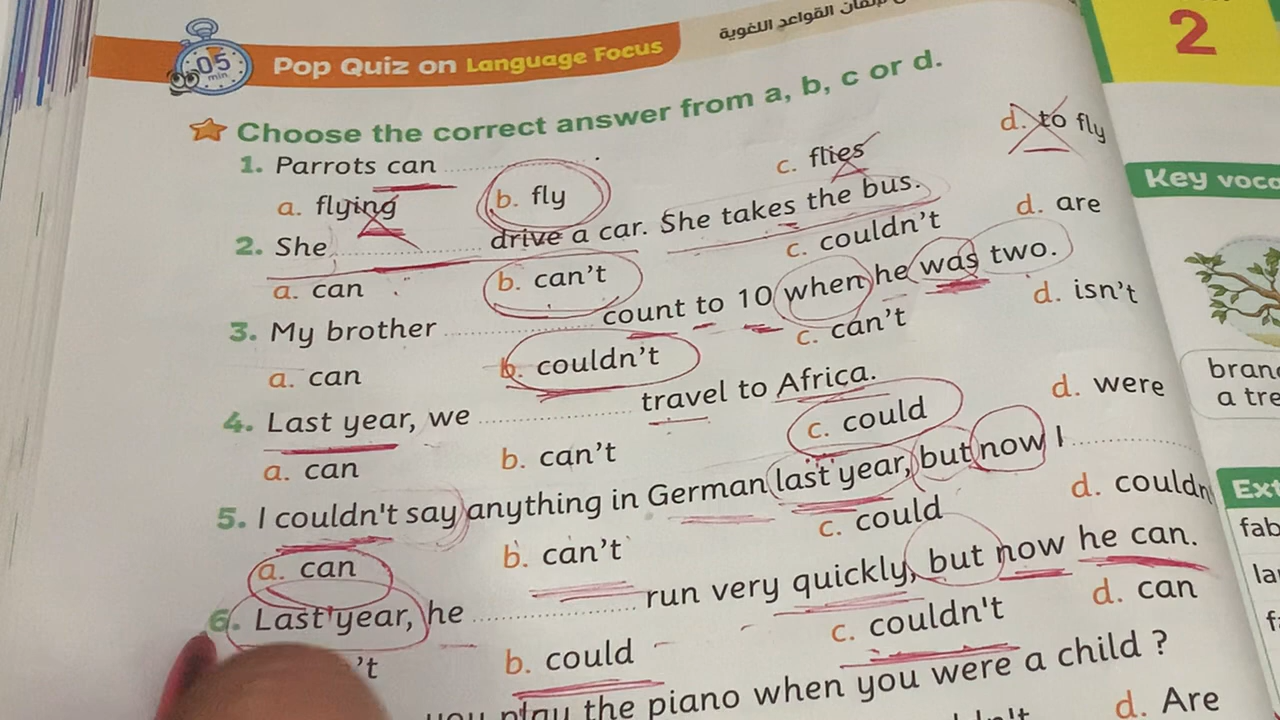 05
min
Pop Quiz on Language Focus
القواعد اللغوية
2
Choose the correct answer from a, b, c or d.
1. Parrots can ..................... .
a. flying b. fly c. flies d. to fly
2. She ..................... drive a car. She takes the bus.
a. can b. can't c. couldn't d. are
3. My brother ..................... count to 10 when he was two.
a. can b. couldn't c. can't d. isn't
4. Last year, we ..................... travel to Africa.
a. can b. can't c. could d. were
5. I couldn't say anything in German last year, but now I .....................
a. can b. can't c. could d. couldn
6. Last year, he ..................... run very quickly, but now he can.
't b. could c. couldn't d. can
you play the piano when you were a child ?
d. Are
Key voca
bran
a tre
Ext
fab
la
f